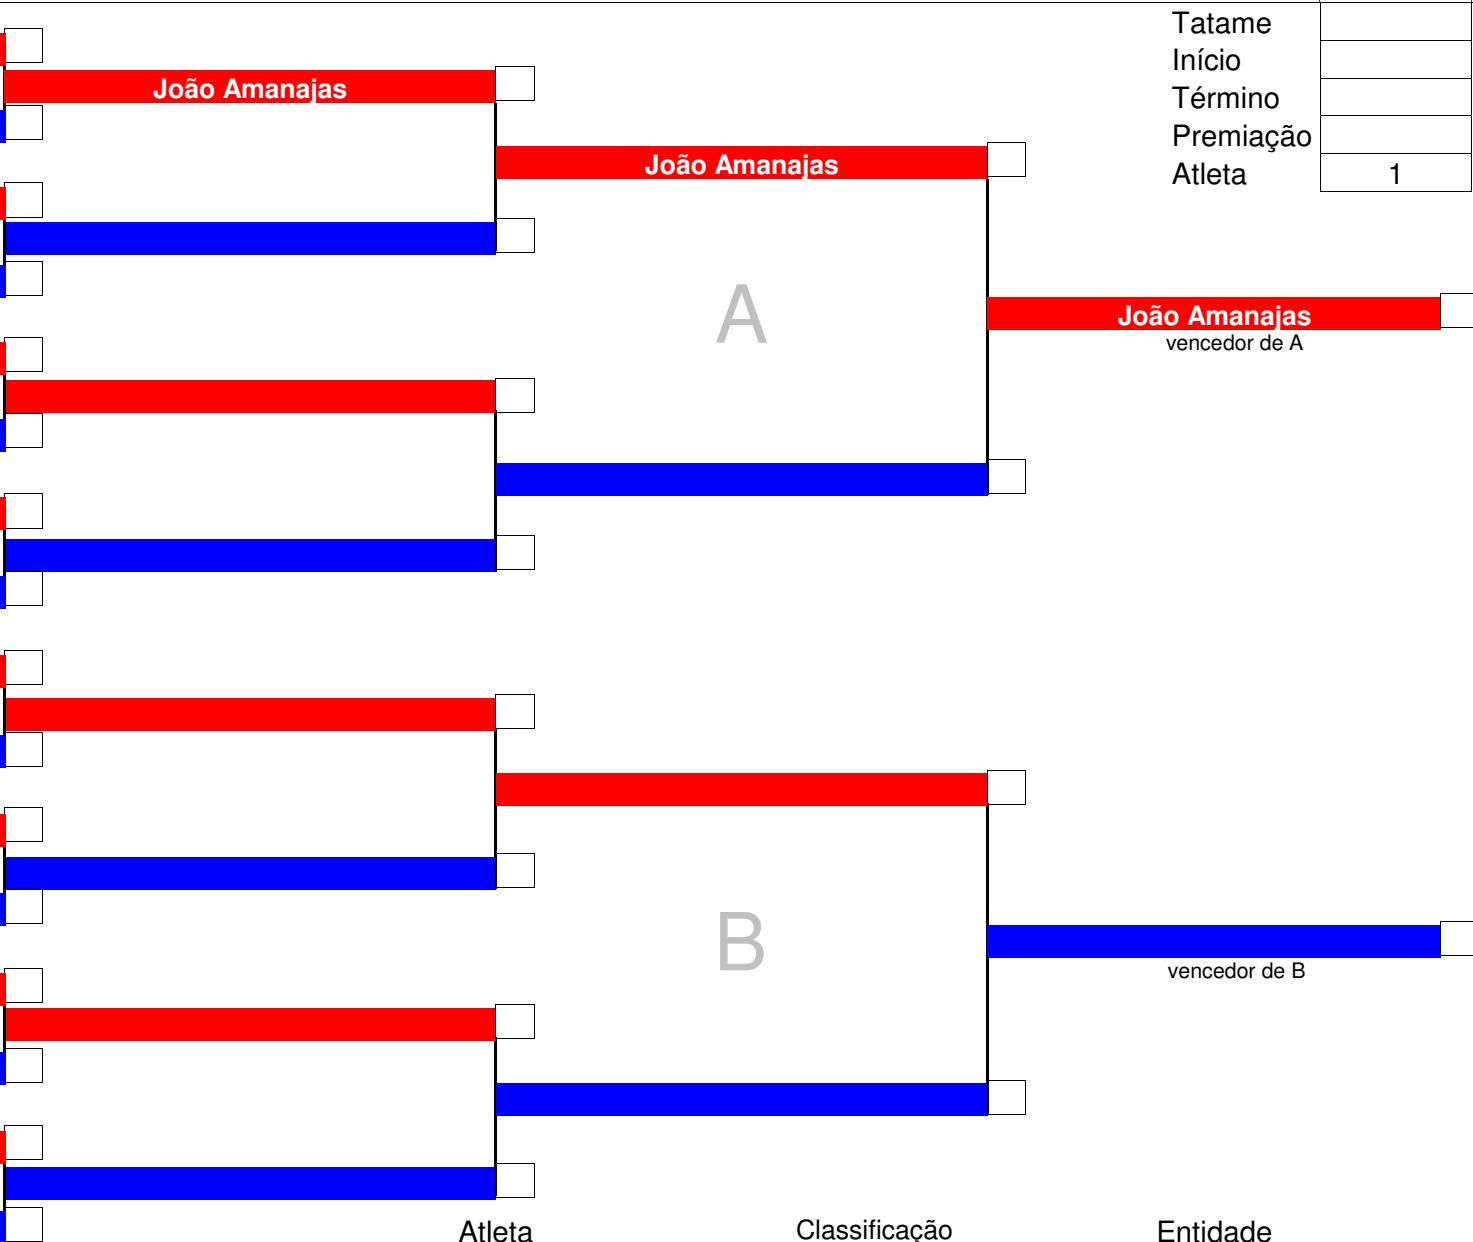 Tatame
Início
João Amanajas
Término
Premiação
João Amanajas
Atleta 1
A
João Amanajas
vencedor de A
B
vencedor de B
Atleta Classificação Entidade